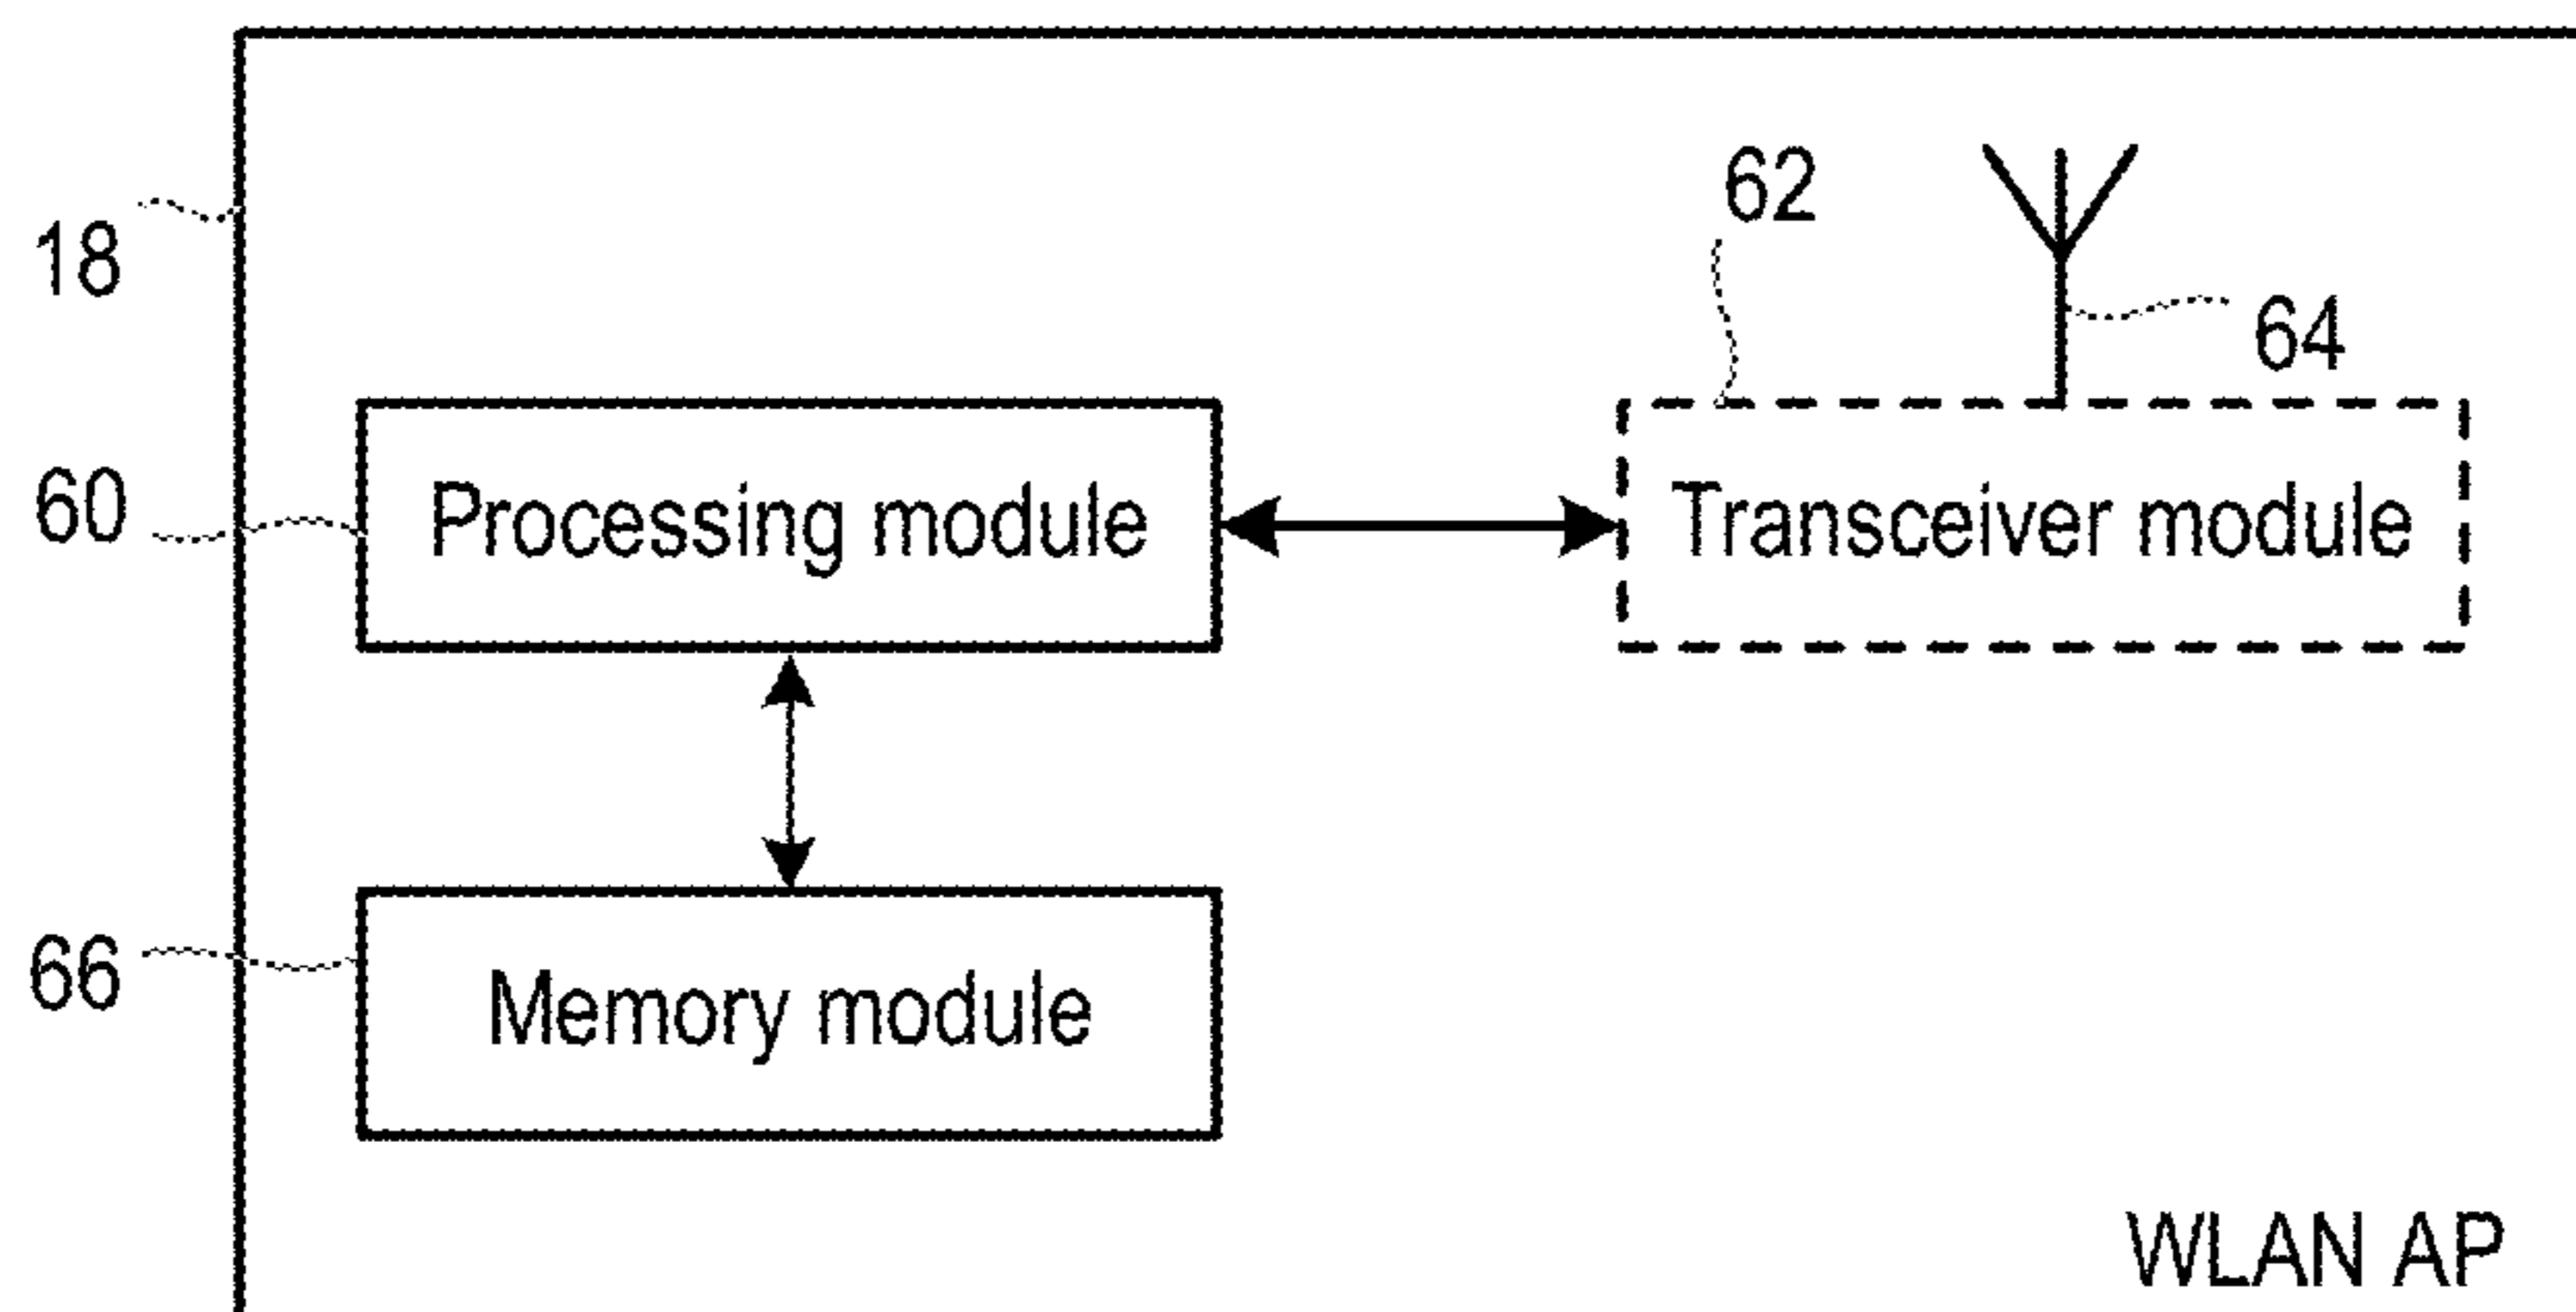 62
18
64
60
Processing module
Transceiver module
66
Memory module
WLAN AP